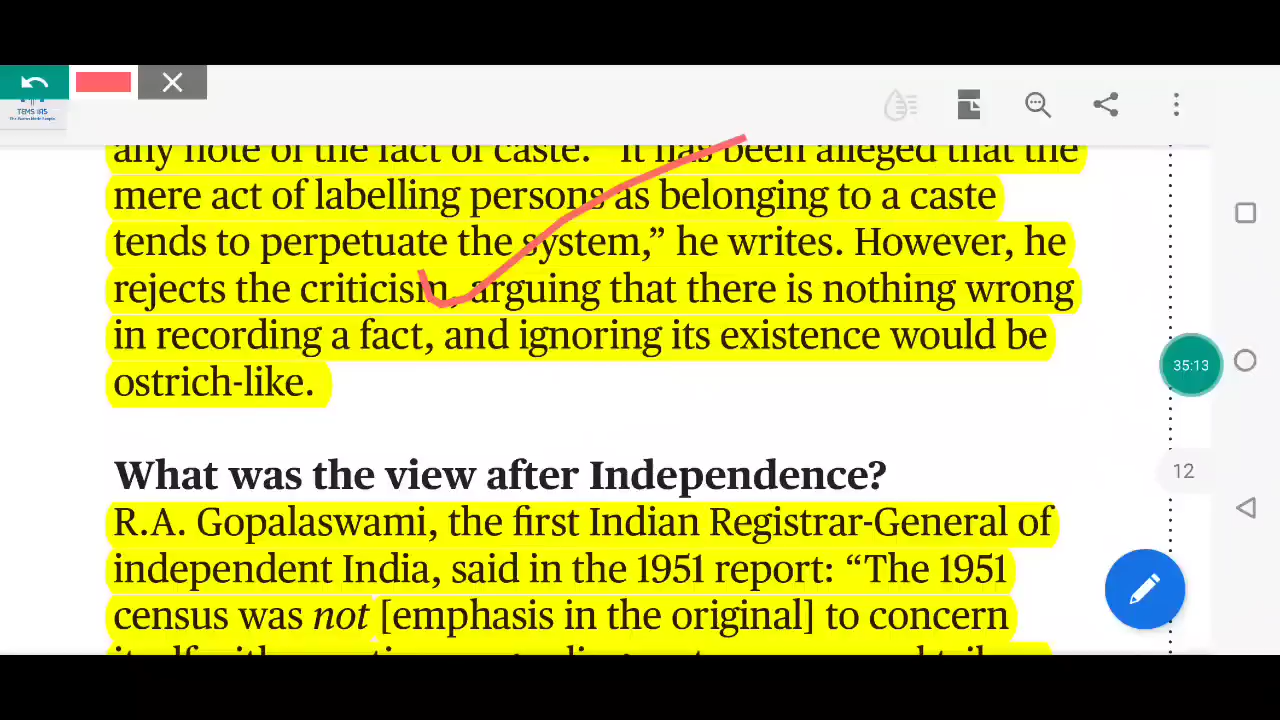 TEMS IAS
any note of the fact of caste. "It has been alleged that the
mere act of labelling persons as belonging to a caste
tends to perpetuate the system,” he writes. However, he
rejects the criticism, arguing that there is nothing wrong
in recording a fact, and ignoring its existence would be
ostrich-like.
35:13
What was the view after Independence?
12
R.A. Gopalaswami, the first Indian Registrar-General of
independent India, said in the 1951 report: “The 1951
census was not [emphasis in the original] to concern